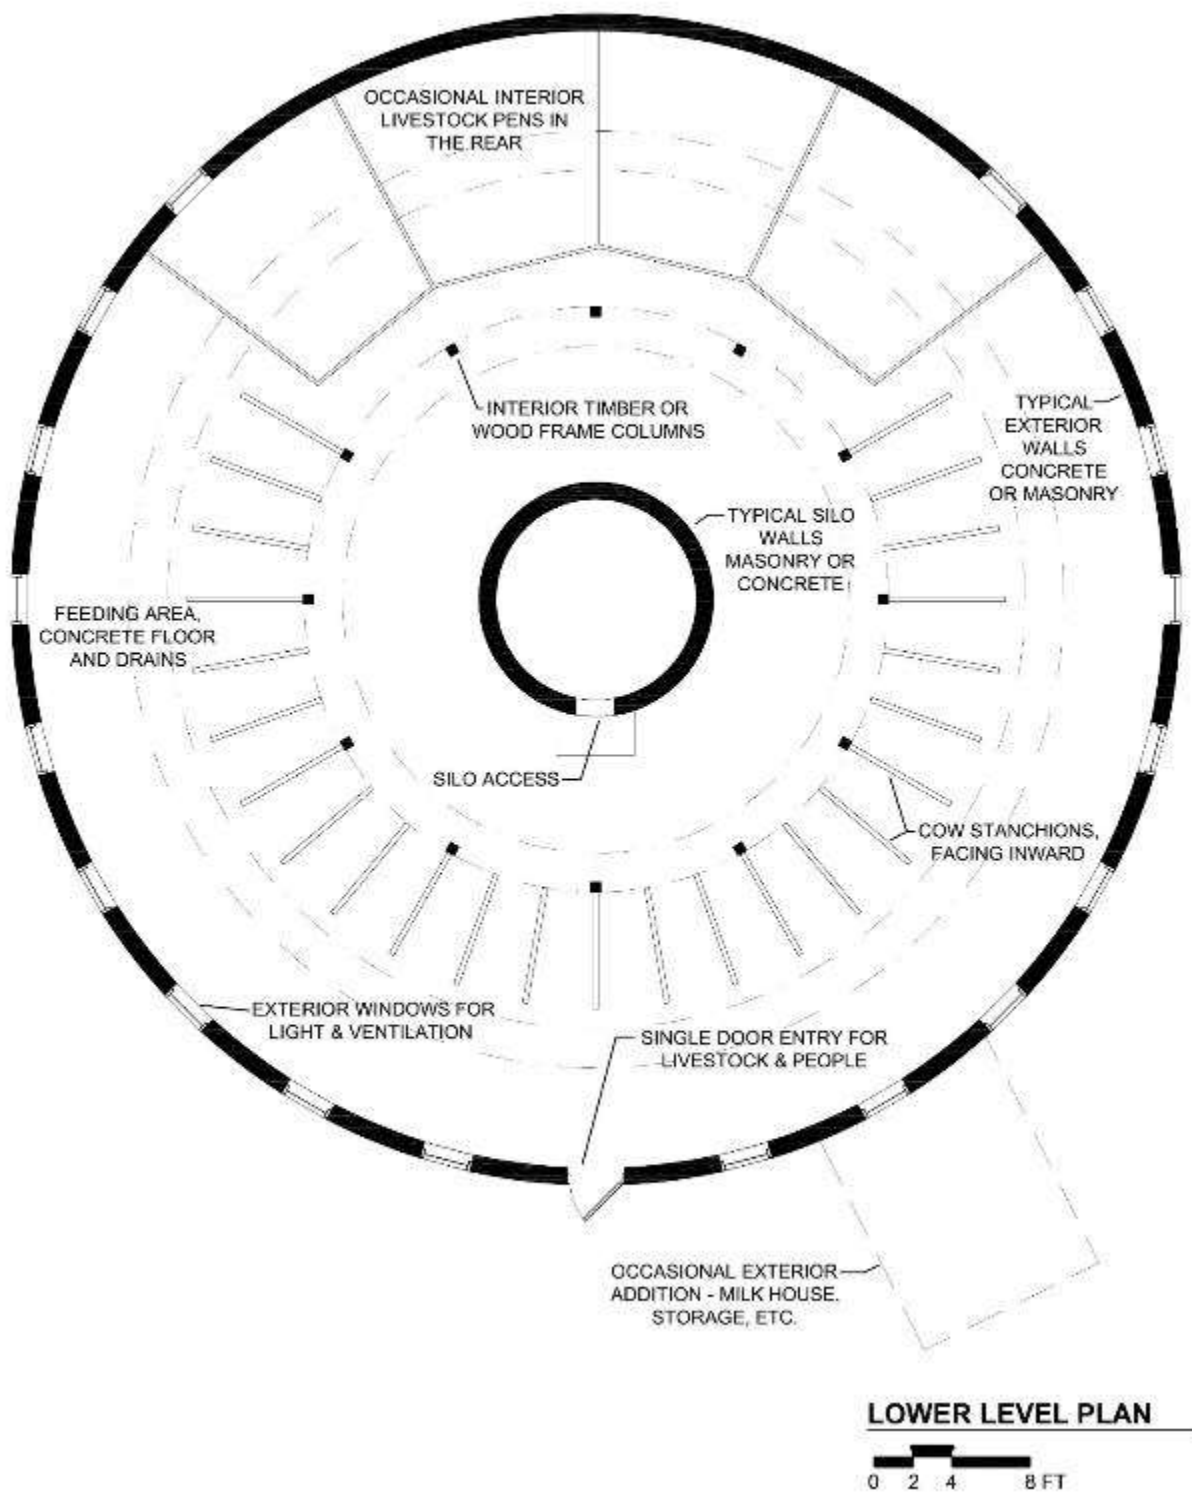 OCCASIONAL INTERIOR
LIVESTOCK PENS IN
THE REAR
INTERIOR TIMBER OR
WOOD FRAME COLUMNS
TYPICAL
EXTERIOR
WALLS
CONCRETE
OR MASONRY
TYPICAL SILO
WALLS
MASONRY OR
CONCRETE
FEEDING AREA,
CONCRETE FLOOR
AND DRAINS
SILO ACCESS
COW STANCHIONS,
FACING INWARD
EXTERIOR WINDOWS FOR
LIGHT & VENTILATION
SINGLE DOOR ENTRY FOR
LIVESTOCK & PEOPLE
OCCASIONAL EXTERIOR
ADDITION - MILK HOUSE.
STORAGE, ETC.
LOWER LEVEL PLAN
0 2 4 8 FT